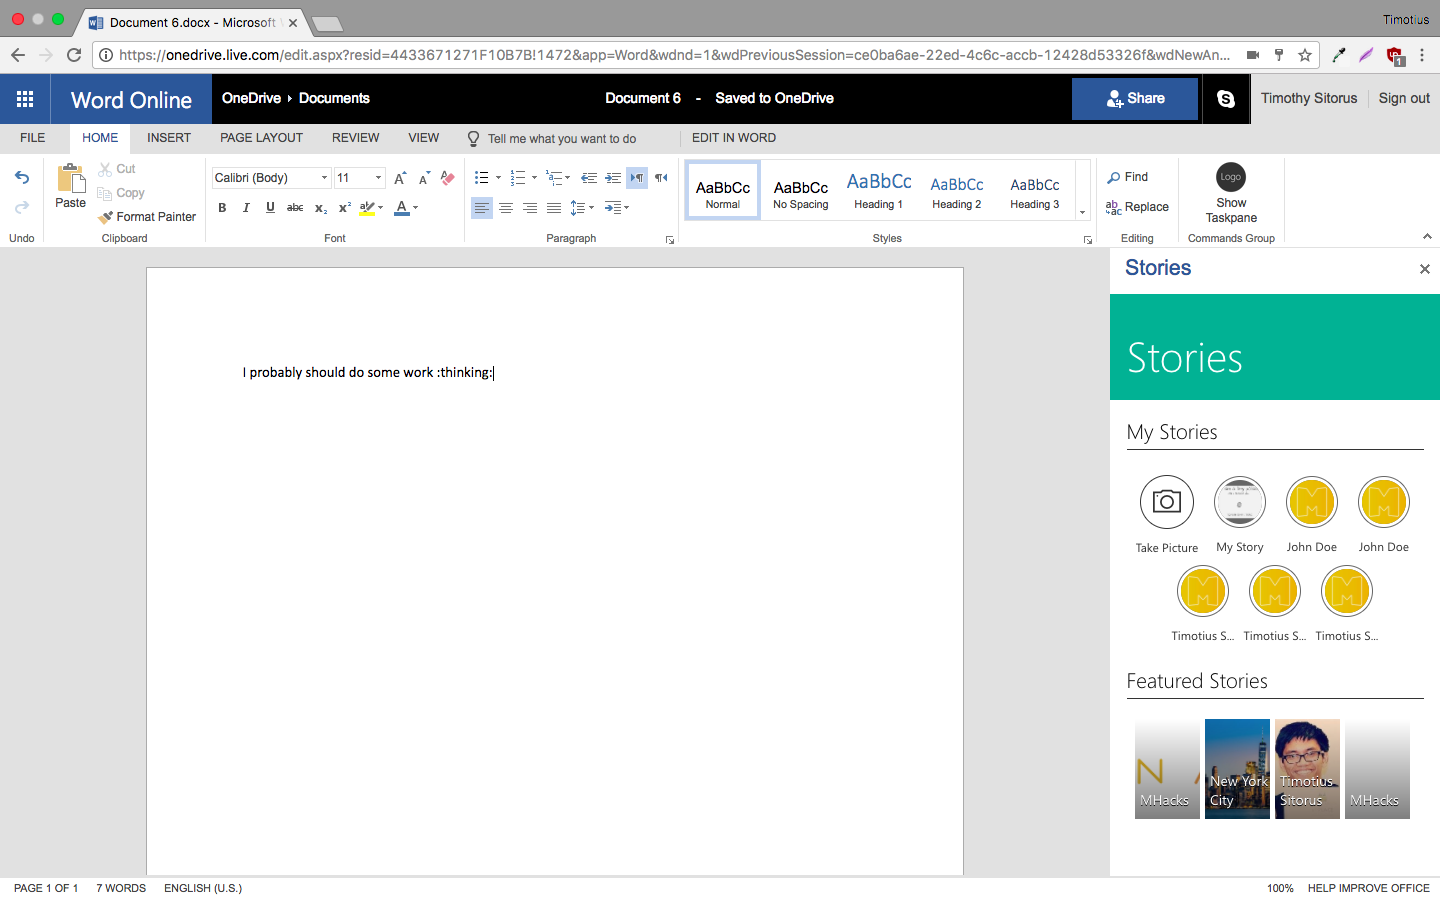 Document 6.docx - Microsoft W
Timotius
https://onedrive.live.com/edit.aspx?resid=4433671271F10B7B!1472&app=Word&wdnd=1&wdPreviousSession=ce0ba6ae-22ed-4c6c-accb-12428d53326f&wdNewAn...
1
Word Online
OneDrive ▸ Documents
Document 6 - Saved to OneDrive
Share
Timothy Sitorus
Sign out
FILE HOME INSERT PAGE LAYOUT REVIEW VIEW Tell me what you want to do EDIT IN WORD
Undo
Paste
Cut
Copy
Format Painter
Clipboard
Calibri (Body) 11
B I U abc x₂ x² ab A
Font
Paragraph
AaBbCc
Normal
AaBbCc
No Spacing
AaBbCc
Heading 1
AaBbCc
Heading 2
AaBbCc
Heading 3
Styles
Find
Replace
Editing
Logo
Show
Taskpane
Commands Group
I probably should do some work :thinking:
Stories
Stories
My Stories
Take Picture My Story John Doe John Doe
Timotius S... Timotius S... Timotius S...
Featured Stories
MHacks
New York
City
Timotius
Sitorus
MHacks
PAGE 1 OF 1 7 WORDS ENGLISH (U.S.)
100% HELP IMPROVE OFFICE